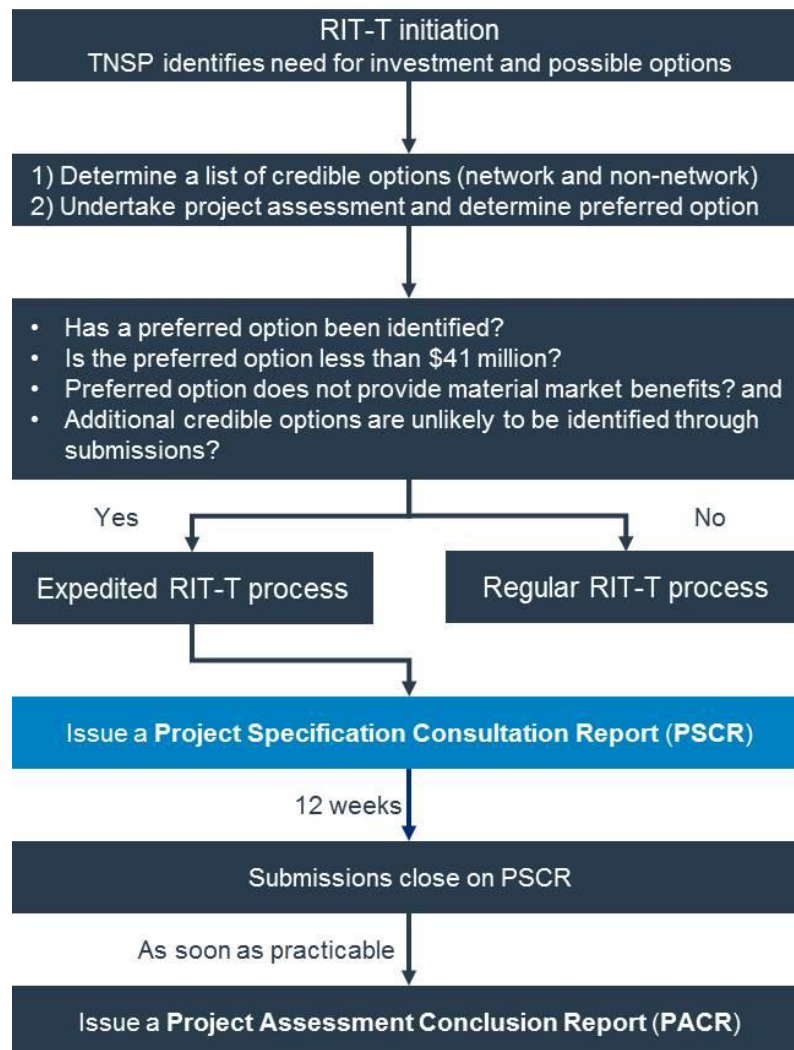 RIT-T initiation
TNSP identifies need for investment and possible options
1) Determine a list of credible options (network and non-network)
2) Undertake project assessment and determine preferred option
• Has a preferred option been identified?
• Is the preferred option less than $41 million?
• Preferred option does not provide material market benefits? and
• Additional credible options are unlikely to be identified through
submissions?
Yes
No
Expedited RIT-T process
Regular RIT-T process
Issue a Project Specification Consultation Report (PSCR)
12 weeks
Submissions close on PSCR
As soon as practicable
Issue a Project Assessment Conclusion Report (PACR)